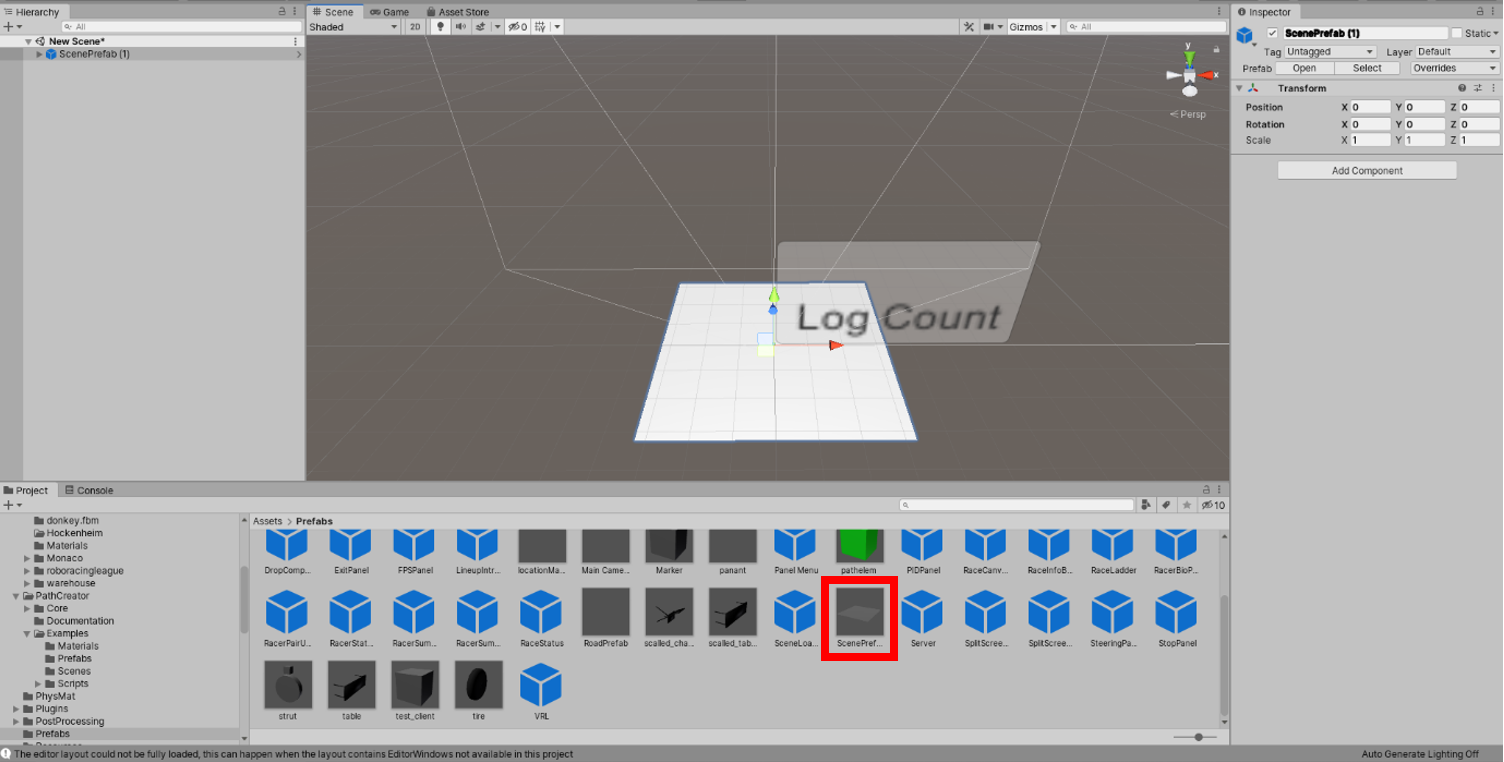 Hierarchy
All
New Scene*
ScenePrefab (1)
Scene Game Asset Store
Shaded 2D 0 Gizmos All
y
x
Persp
Log Count
Inspector
ScenePrefab (1) Static
Tag Untagged Layer Default
Prefab Open Select Overrides
Transform
Position X 0 Y 0 Z 0
Rotation X 0 Y 0 Z 0
Scale X 1 Y 1 Z 1
Add Component
Project Console
10
donkey.fbm
Hockenheim
Materials
Monaco
roboracingleague
warehouse
PathCreator
Core
Documentation
Examples
Materials
Prefabs
Scenes
Scripts
PhysMat
Plugins
PostProcessing
Prefabs
Assets > Prefabs
DropComp... ExitPanel FPSPanel LineupIntr... locationMa... Main Came... Marker panant Panel Menu pathelem PIDPanel RaceCanv... RaceInfoB... RaceLadder RacerBioP...
RacerPairU... RacerStat... RacerSum... RacerSum... RaceStatus RoadPrefab scalled_cha... scalled_tab... SceneLoa... ScenePref... Server SplitScree... SplitScree... SteeringPa... StopPanel
strut table test_client tire VRL
The editor layout could not be fully loaded, this can happen when the layout contains EditorWindows not available in this project
Auto Generate Lighting Off